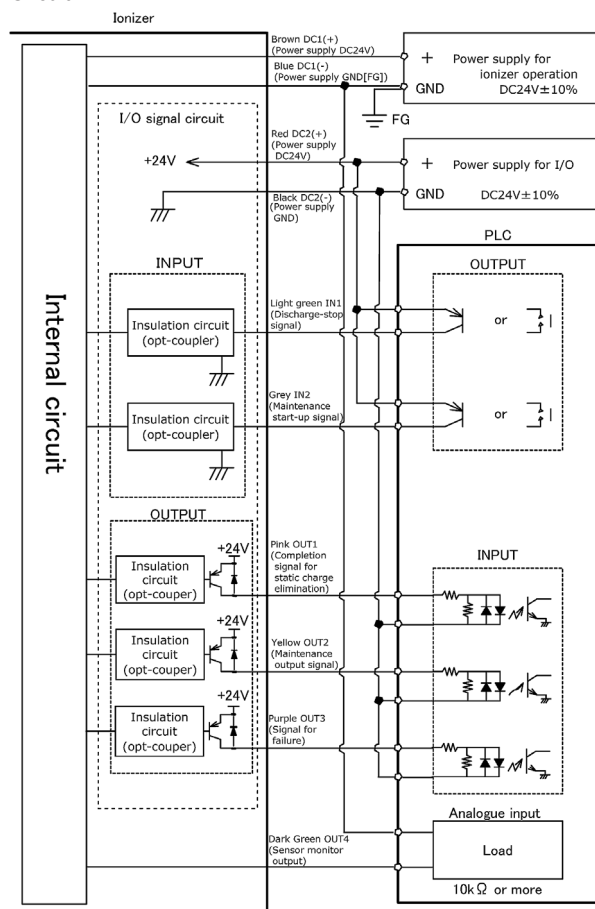 Ionizer
Brown DC1(+)
(Power supply DC24V)
Blue DC1(-)
(Power supply GND[FG])
+
Power supply for
ionizer operation
GND
DC24V±10%
FG
I/O signal circuit
Red DC2(+)
(Power supply
DC24V)
+24V
+
Power supply for I/O
GND
DC24V±10%
Black DC2(-)
(Power supply
GND)
PLC
INPUT
OUTPUT
Internal circuit
Light green IN1
(Discharge-stop
signal)
Insulation circuit
(opt-coupler)
or
Grey IN2
(Maintenance
start-up signal)
Insulation circuit
(opt-coupler)
or
OUTPUT
+24V
Pink OUT1
(Completion
signal for
static charge
elimination)
INPUT
Insulation
circuit
(opt-couper)
+24V
Yellow OUT2
(Maintenance
output signal)
Insulation
circuit
(opt-couper)
+24V
Purple OUT3
(Signal for
failure)
Insulation
circuit
(opt-couper)
Analogue input
Dark Green OUT4
(Sensor monitor
output)
Load
10kΩ or more